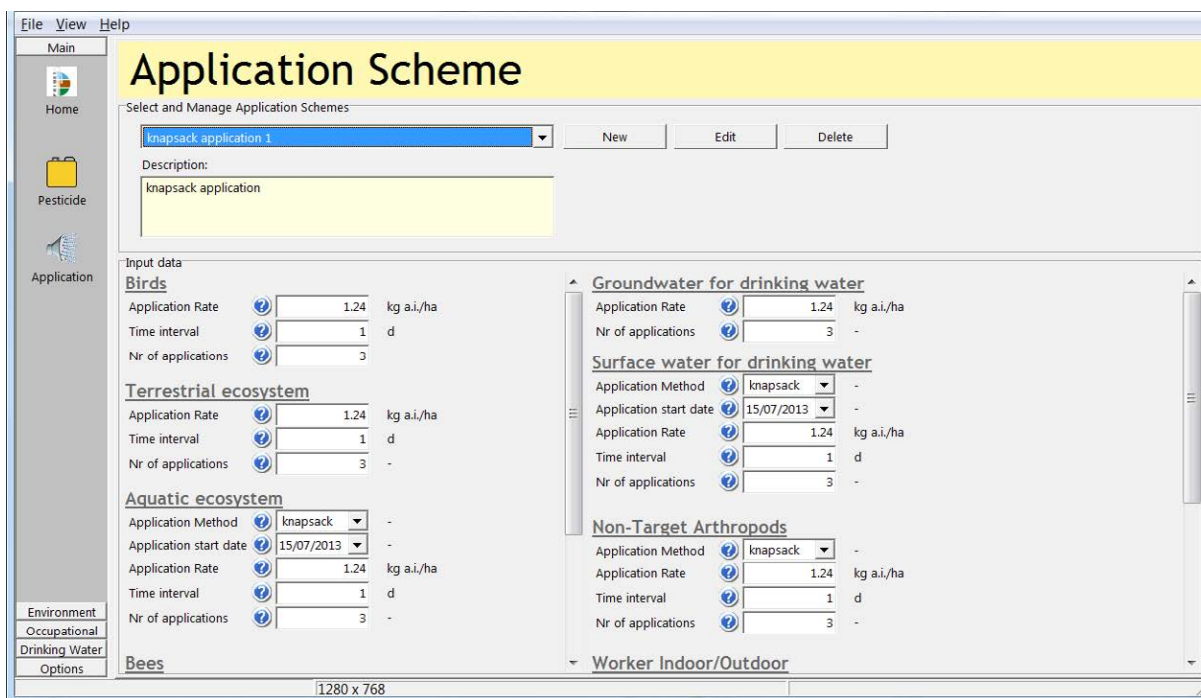 File View Help
Main
Home
Pesticide
Application
Environment
Occupational
Drinking Water
Options
Application Scheme
Select and Manage Application Schemes
knapsack application 1
New Edit Delete
Description:
knapsack application
Input data
Birds
Application Rate ? 1.24 kg a.i./ha
Time interval ? 1 d
Nr of applications ? 3
Terrestrial ecosystem
Application Rate ? 1.24 kg a.i./ha
Time interval ? 1 d
Nr of applications ? 3 -
Aquatic ecosystem
Application Method ? knapsack -
Application start date ? 15/07/2013 -
Application Rate ? 1.24 kg a.i./ha
Time interval ? 1 d
Nr of applications ? 3 -
Bees
Groundwater for drinking water
Application Rate ? 1.24 kg a.i./ha
Nr of applications ? 3 -
Surface water for drinking water
Application Method ? knapsack -
Application start date ? 15/07/2013 -
Application Rate ? 1.24 kg a.i./ha
Time interval ? 1 d
Nr of applications ? 3 -
Non-Target Arthropods
Application Method ? knapsack -
Application Rate ? 1.24 kg a.i./ha
Time interval ? 1 d
Nr of applications ? 3 -
Worker Indoor/Outdoor
1280 x 768